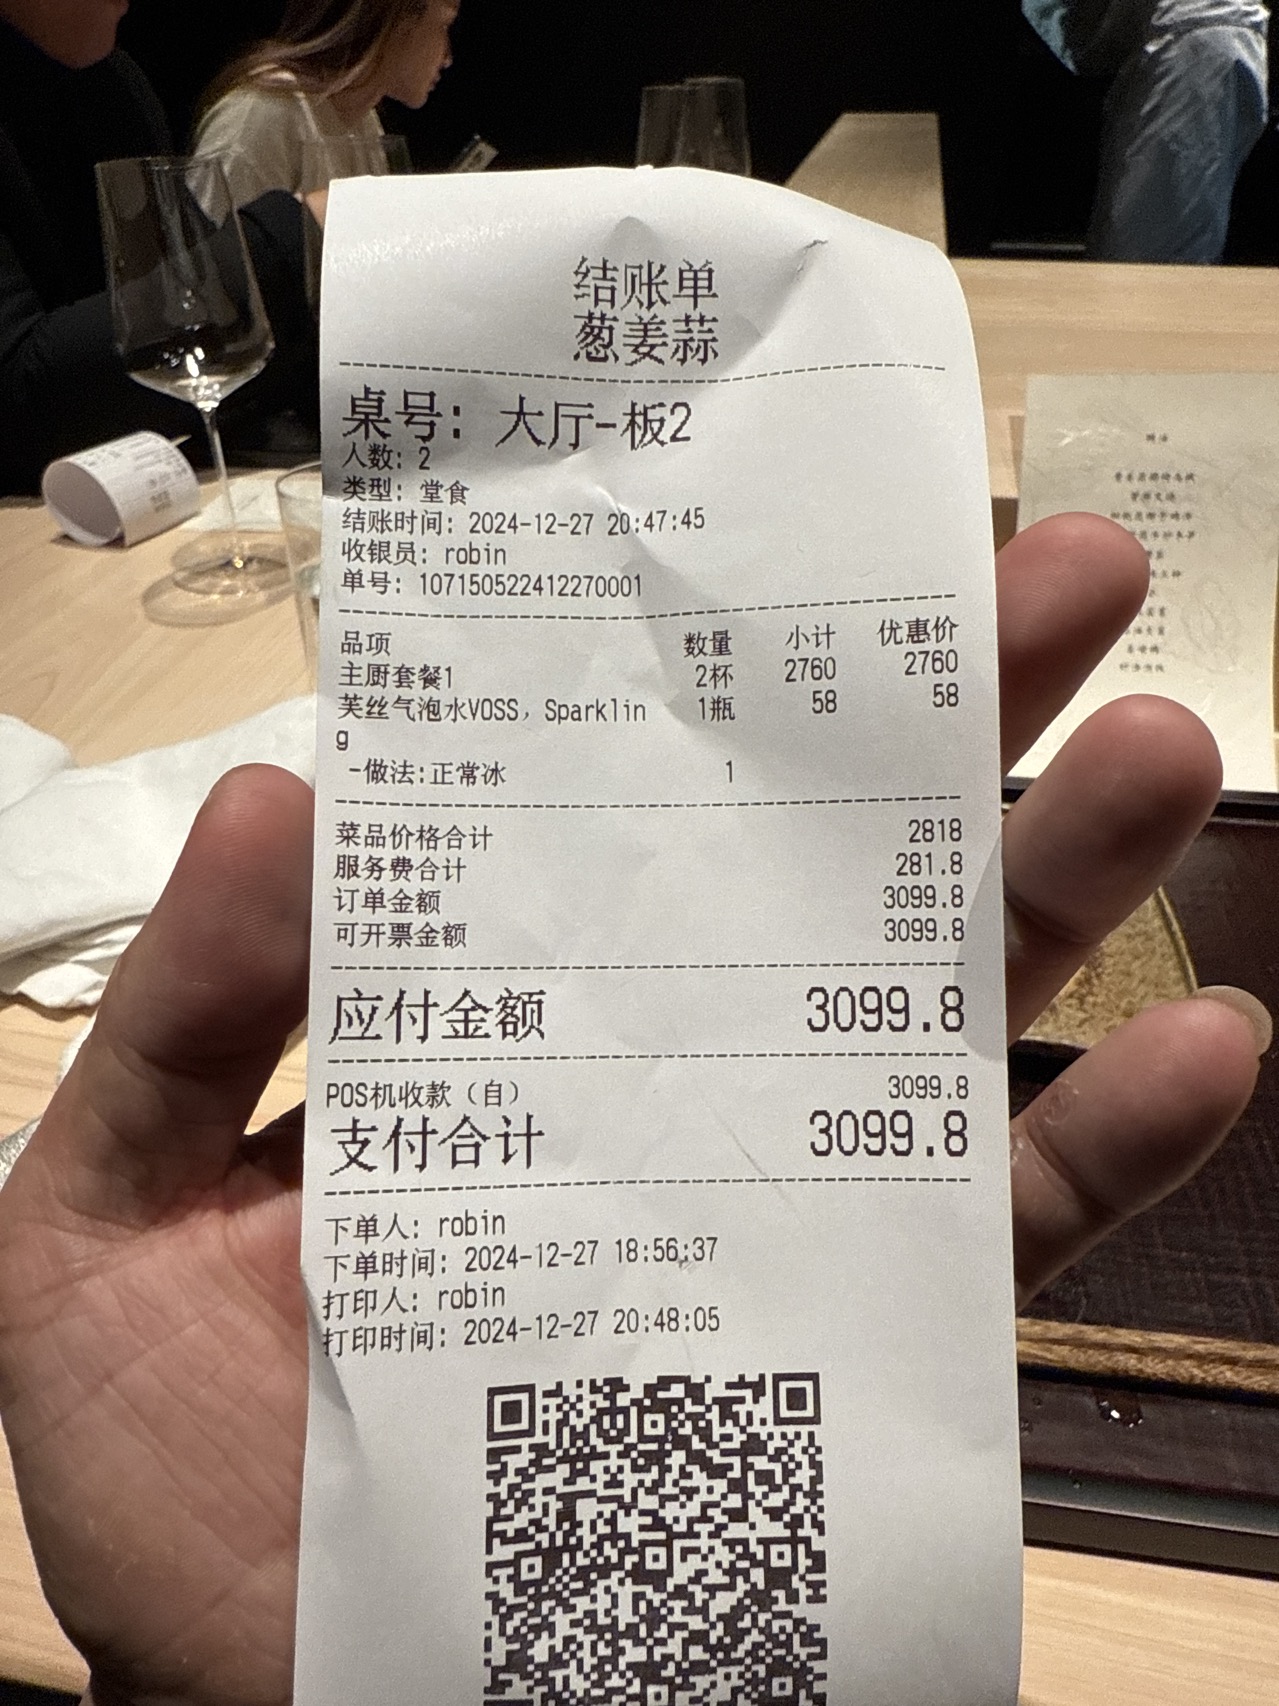 结账单
葱姜蒜
桌号: 大厅-板2
人数: 2
类型: 堂食
结账时间: 2024-12-27 20:47:45
收银员: robin
单号: 107150522412270001
品项 数量 小计 优惠价
主厨套餐1 2杯 2760 2760
芙丝气泡水VOSS，Sparklin 1瓶 58 58
g
-做法:正常冰 1
菜品价格合计 2818
服务费合计 281.8
订单金额 3099.8
可开票金额 3099.8
应付金额 3099.8
POS机收款（自） 3099.8
支付合计 3099.8
下单人: robin
下单时间: 2024-12-27 18:56:37
打印人: robin
打印时间: 2024-12-27 20:48:05